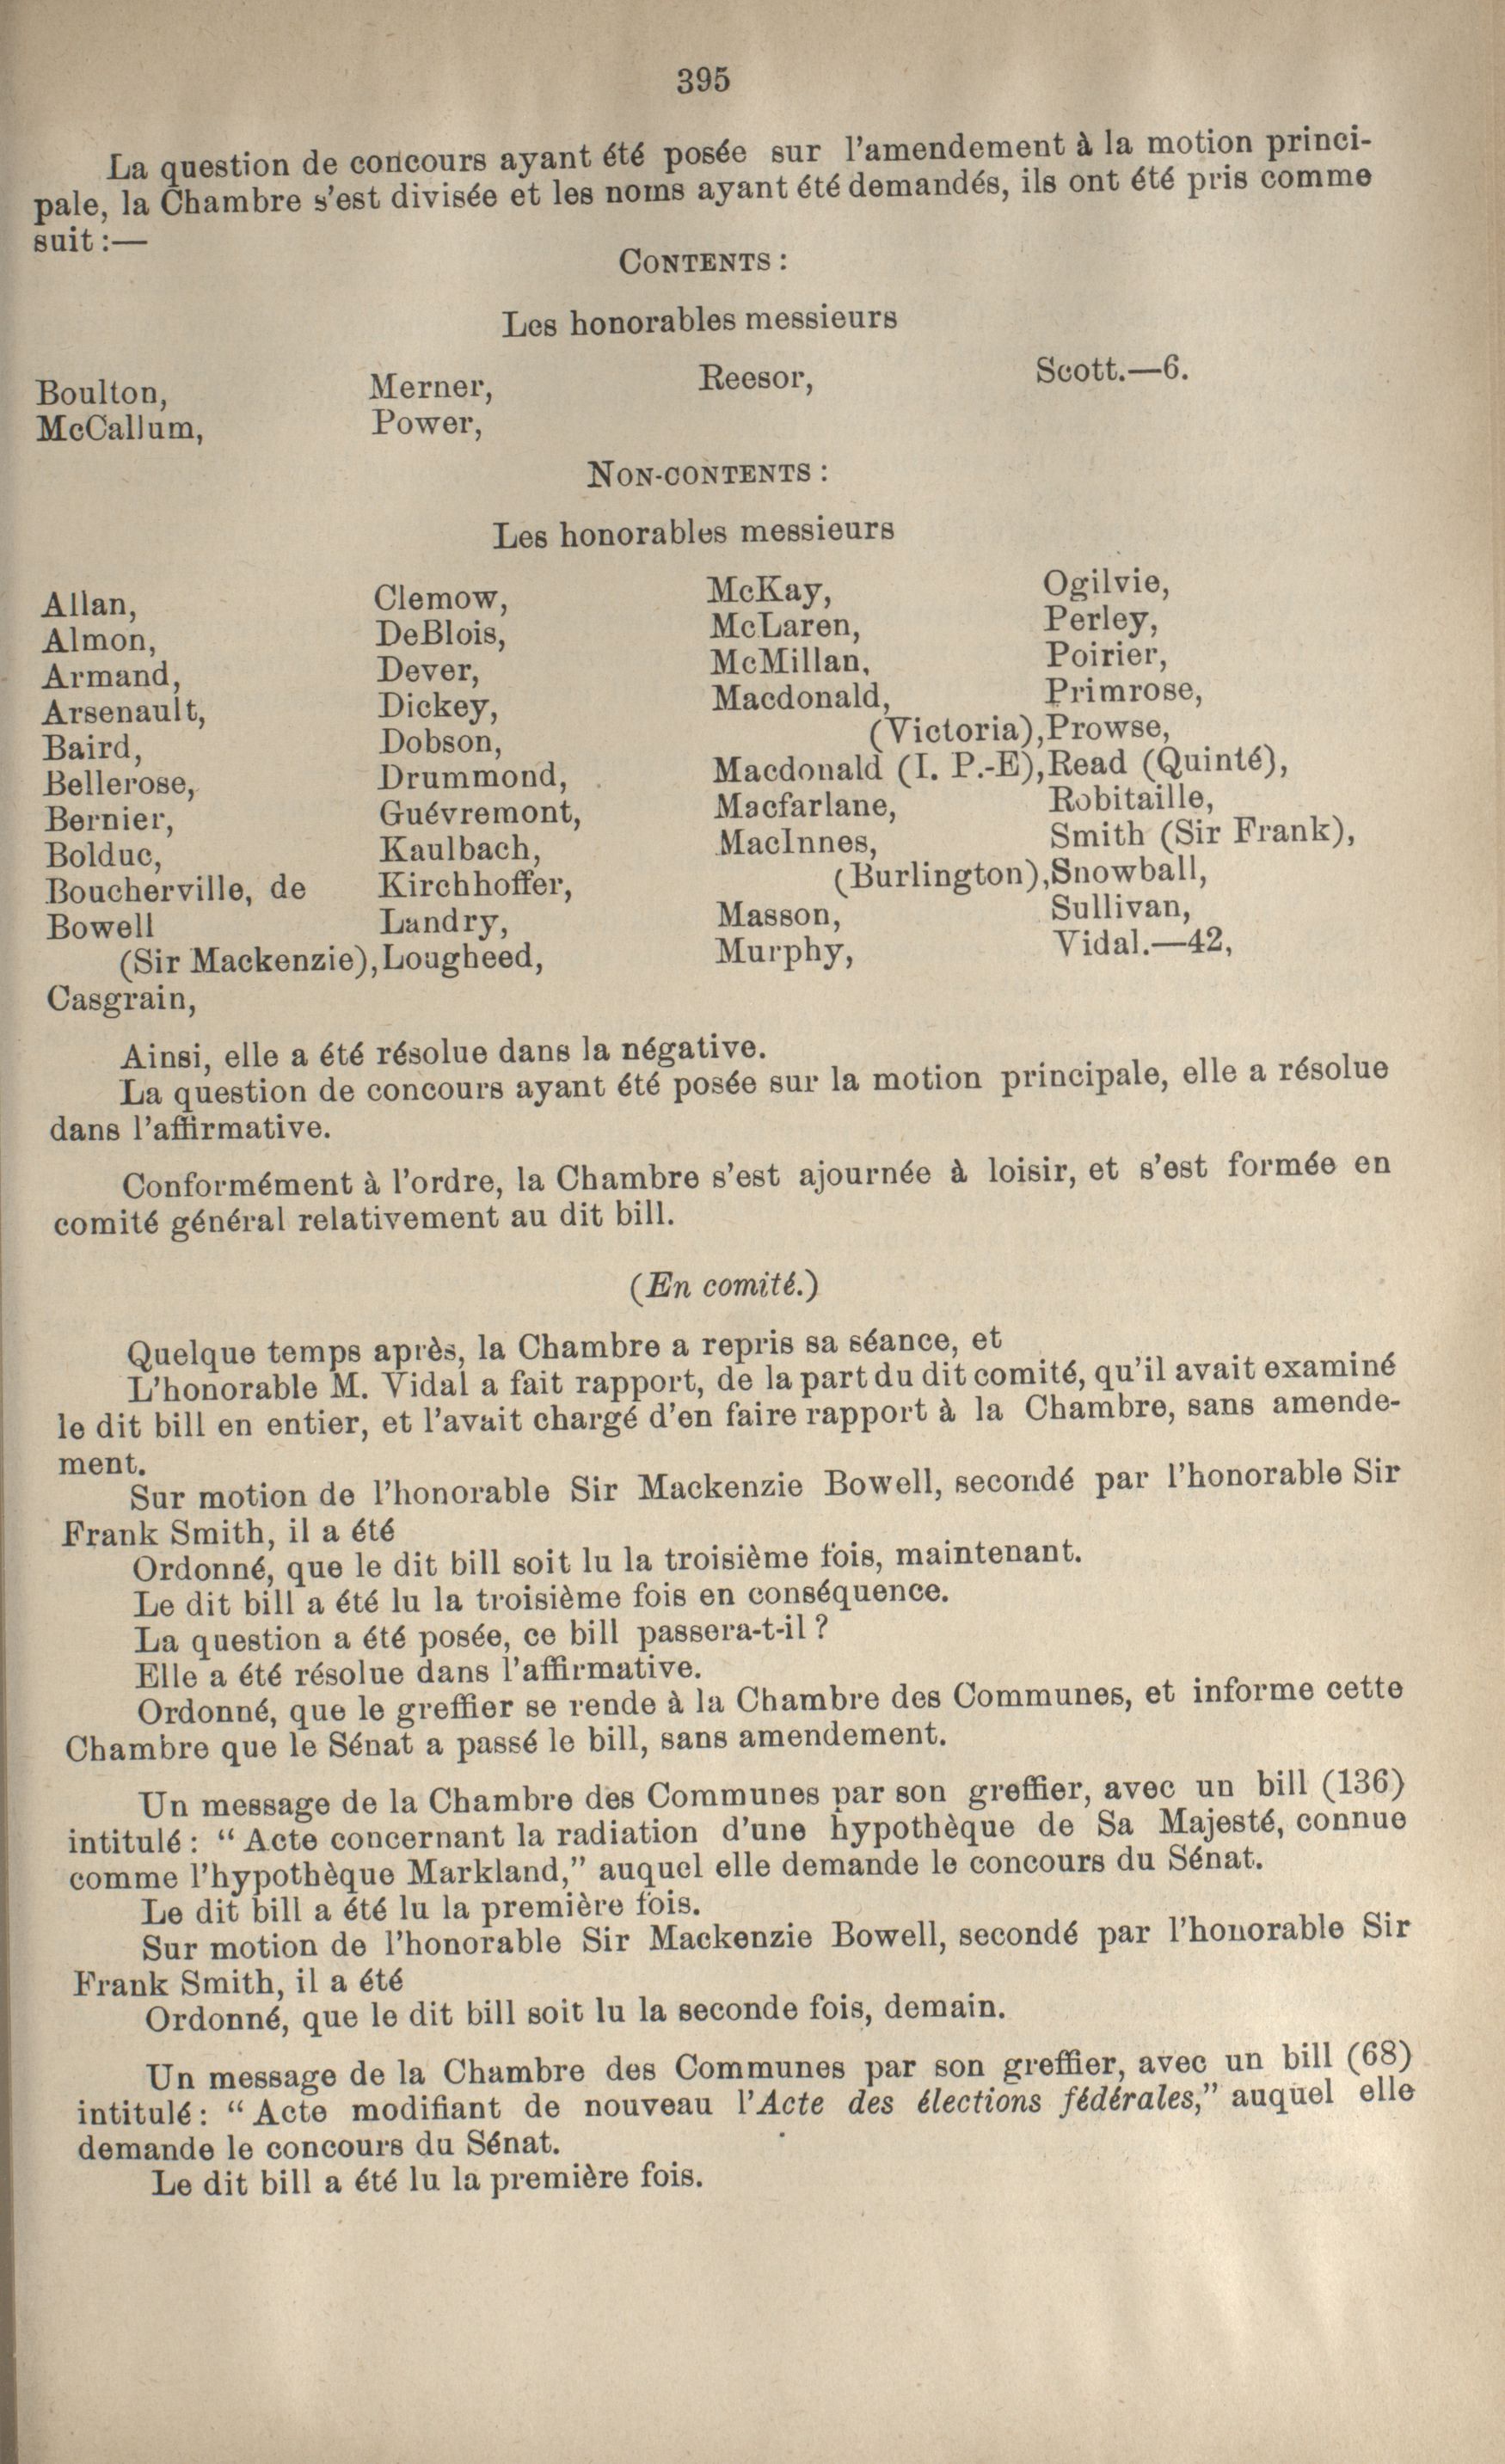 395
La question de concours ayant été posée sur l'amendement à la motion princi-
pale, la Chambre s'est divisée et les noms ayant été demandés, ils ont été pris comme
suit :—
CONTENTS :
Les honorables messieurs
Boulton, Merner, Reesor, Scott.—6.
McCallum, Power,
NON-CONTENTS :
Les honorables messieurs
Allan, Clemow, McKay, Ogilvie,
Almon, DeBlois, McLaren, Perley,
Armand, Dever, McMillan, Poirier,
Arsenault, Dickey, Macdonald, Primrose,
Baird, Dobson, (Victoria), Prowse,
Bellerose, Drummond, Macdonald (I. P.-E), Read (Quinté),
Bernier, Guévremont, Macfarlane, Robitaille,
Bolduc, Kaulbach, MacInnes, Smith (Sir Frank),
Boucherville, de Kirchhoffer, (Burlington), Snowball,
Bowell Landry, Masson, Sullivan,
(Sir Mackenzie), Lougheed, Murphy, Vidal.—42,
Casgrain,
Ainsi, elle a été résolue dans la négative.
La question de concours ayant été posée sur la motion principale, elle a résolue
dans l'affirmative.
Conformément à l'ordre, la Chambre s'est ajournée à loisir, et s'est formée en
comité général relativement au dit bill.
(En comité.)
Quelque temps après, la Chambre a repris sa séance, et
L'honorable M. Vidal a fait rapport, de la part du dit comité, qu'il avait examiné
le dit bill en entier, et l'avait chargé d'en faire rapport à la Chambre, sans amende-
ment.
Sur motion de l'honorable Sir Mackenzie Bowell, secondé par l'honorable Sir
Frank Smith, il a été
Ordonné, que le dit bill soit lu la troisième fois, maintenant.
Le dit bill a été lu la troisième fois en conséquence.
La question a été posée, ce bill passera-t-il ?
Elle a été résolue dans l'affirmative.
Ordonné, que le greffier se rende à la Chambre des Communes, et informe cette
Chambre que le Sénat a passé le bill, sans amendement.
Un message de la Chambre des Communes par son greffier, avec un bill (136)
intitulé : “ Acte concernant la radiation d'une hypothèque de Sa Majesté, connue
comme l'hypothèque Markland,” auquel elle demande le concours du Sénat.
Le dit bill a été lu la première fois.
Sur motion de l'honorable Sir Mackenzie Bowell, secondé par l'honorable Sir
Frank Smith, il a été
Ordonné, que le dit bill soit lu la seconde fois, demain.
Un message de la Chambre des Communes par son greffier, avec un bill (68)
intitulé : “ Acte modifiant de nouveau l'Acte des élections fédérales,” auquel elle
demande le concours du Sénat.
Le dit bill a été lu la première fois.